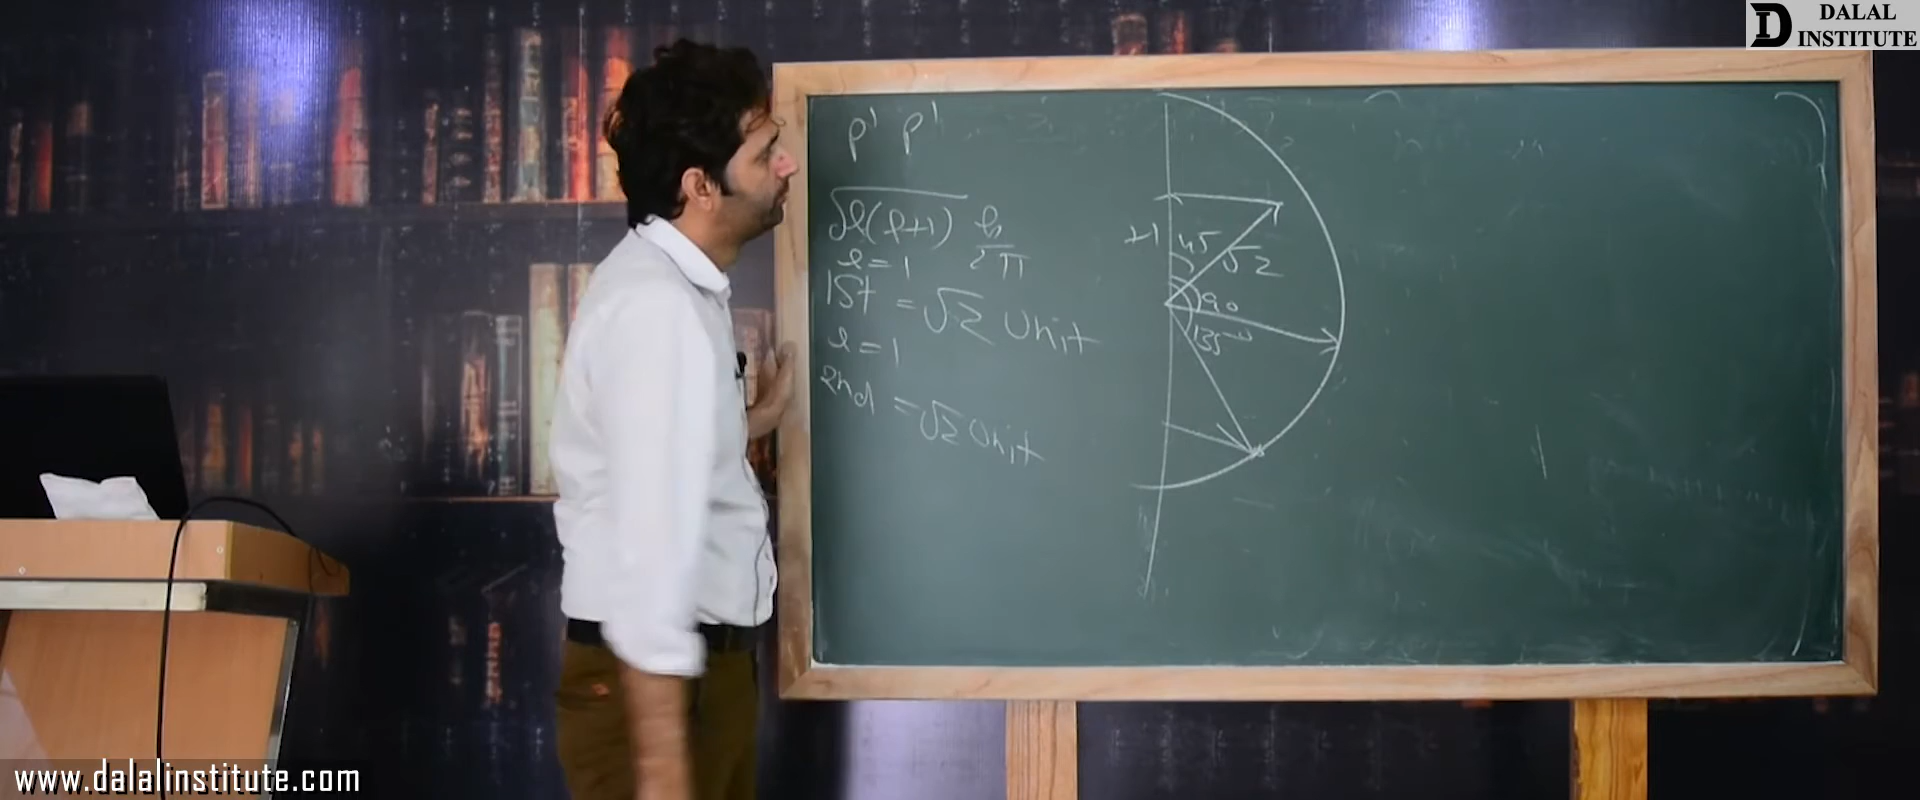 DALAL
INSTITUTE
p¹ p¹
√l(l+1) h/2π
l = 1
1st = √2 Unit
l = 1
2nd = √2 Unit
+1 45 √2
90
135°
www.dalalinstitute.com